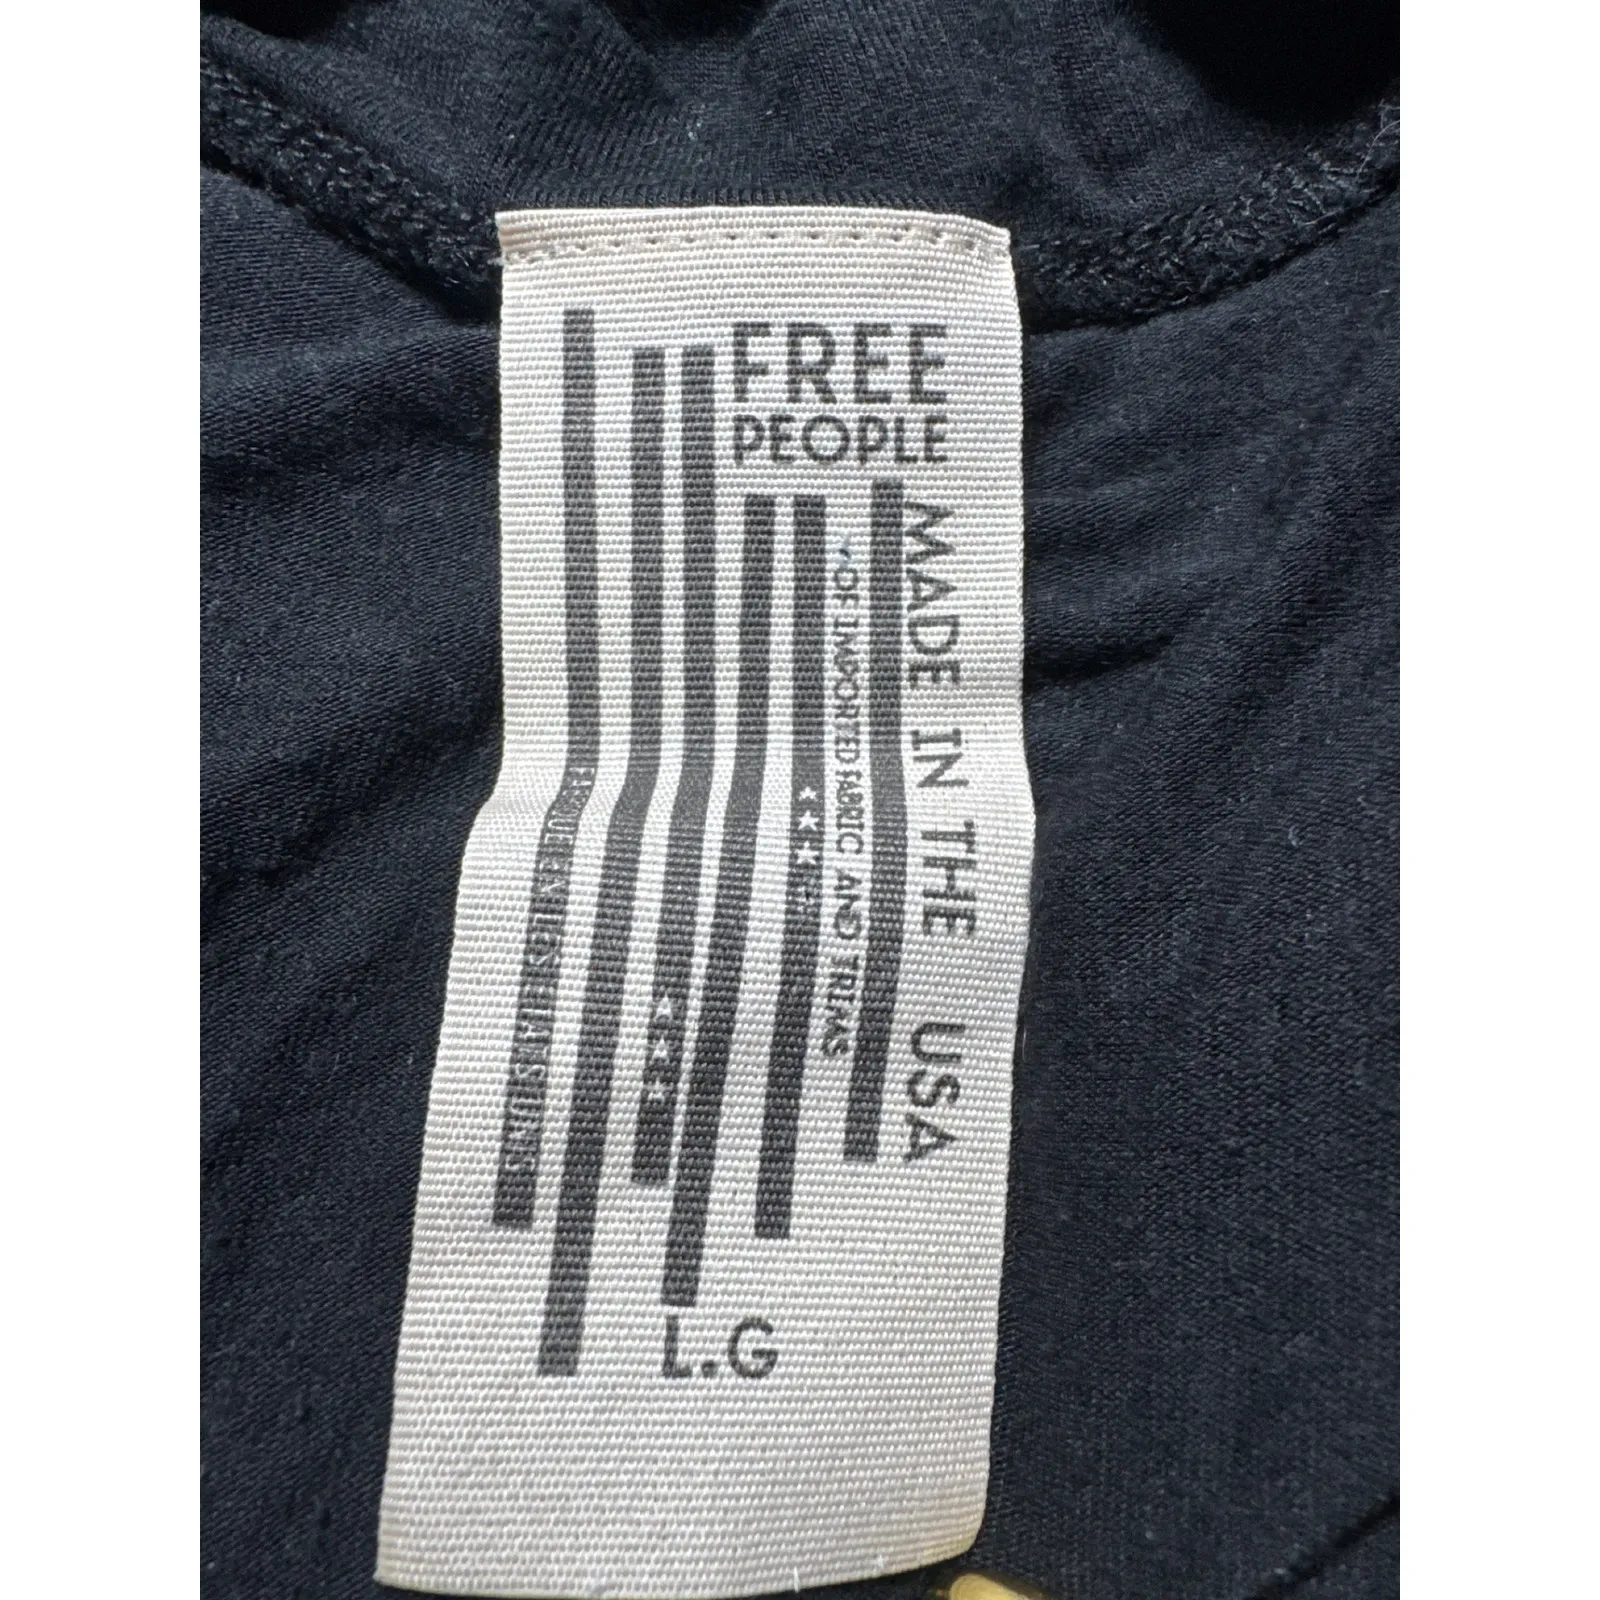 FREE
PEOPLE
MADE IN THE USA
OF IMPORTED FABRIC AND TRIMS
L.G